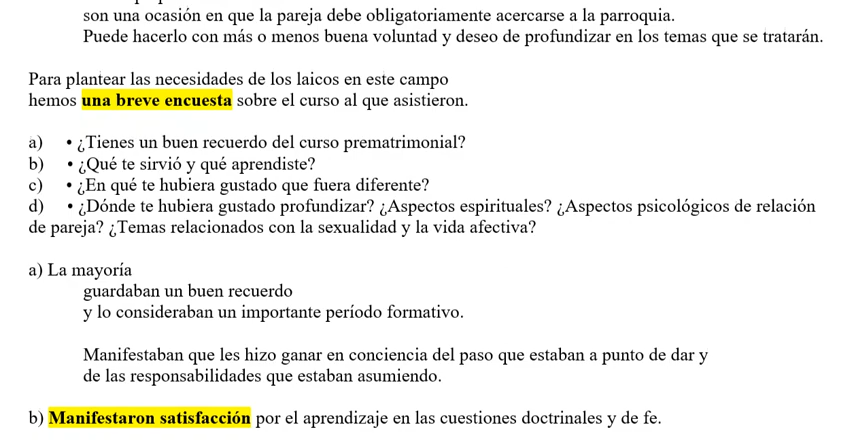 son una ocasión en que la pareja debe obligatoriamente acercarse a la parroquia.
Puede hacerlo con más o menos buena voluntad y deseo de profundizar en los temas que se tratarán.
Para plantear las necesidades de los laicos en este campo
hemos una breve encuesta sobre el curso al que asistieron.
a) • ¿Tienes un buen recuerdo del curso prematrimonial?
b) • ¿Qué te sirvió y qué aprendiste?
c) • ¿En qué te hubiera gustado que fuera diferente?
d) • ¿Dónde te hubiera gustado profundizar? ¿Aspectos espirituales? ¿Aspectos psicológicos de relación
de pareja? ¿Temas relacionados con la sexualidad y la vida afectiva?
a) La mayoría
guardaban un buen recuerdo
y lo consideraban un importante período formativo.
Manifestaban que les hizo ganar en conciencia del paso que estaban a punto de dar y
de las responsabilidades que estaban asumiendo.
b) Manifestaron satisfacción por el aprendizaje en las cuestiones doctrinales y de fe.